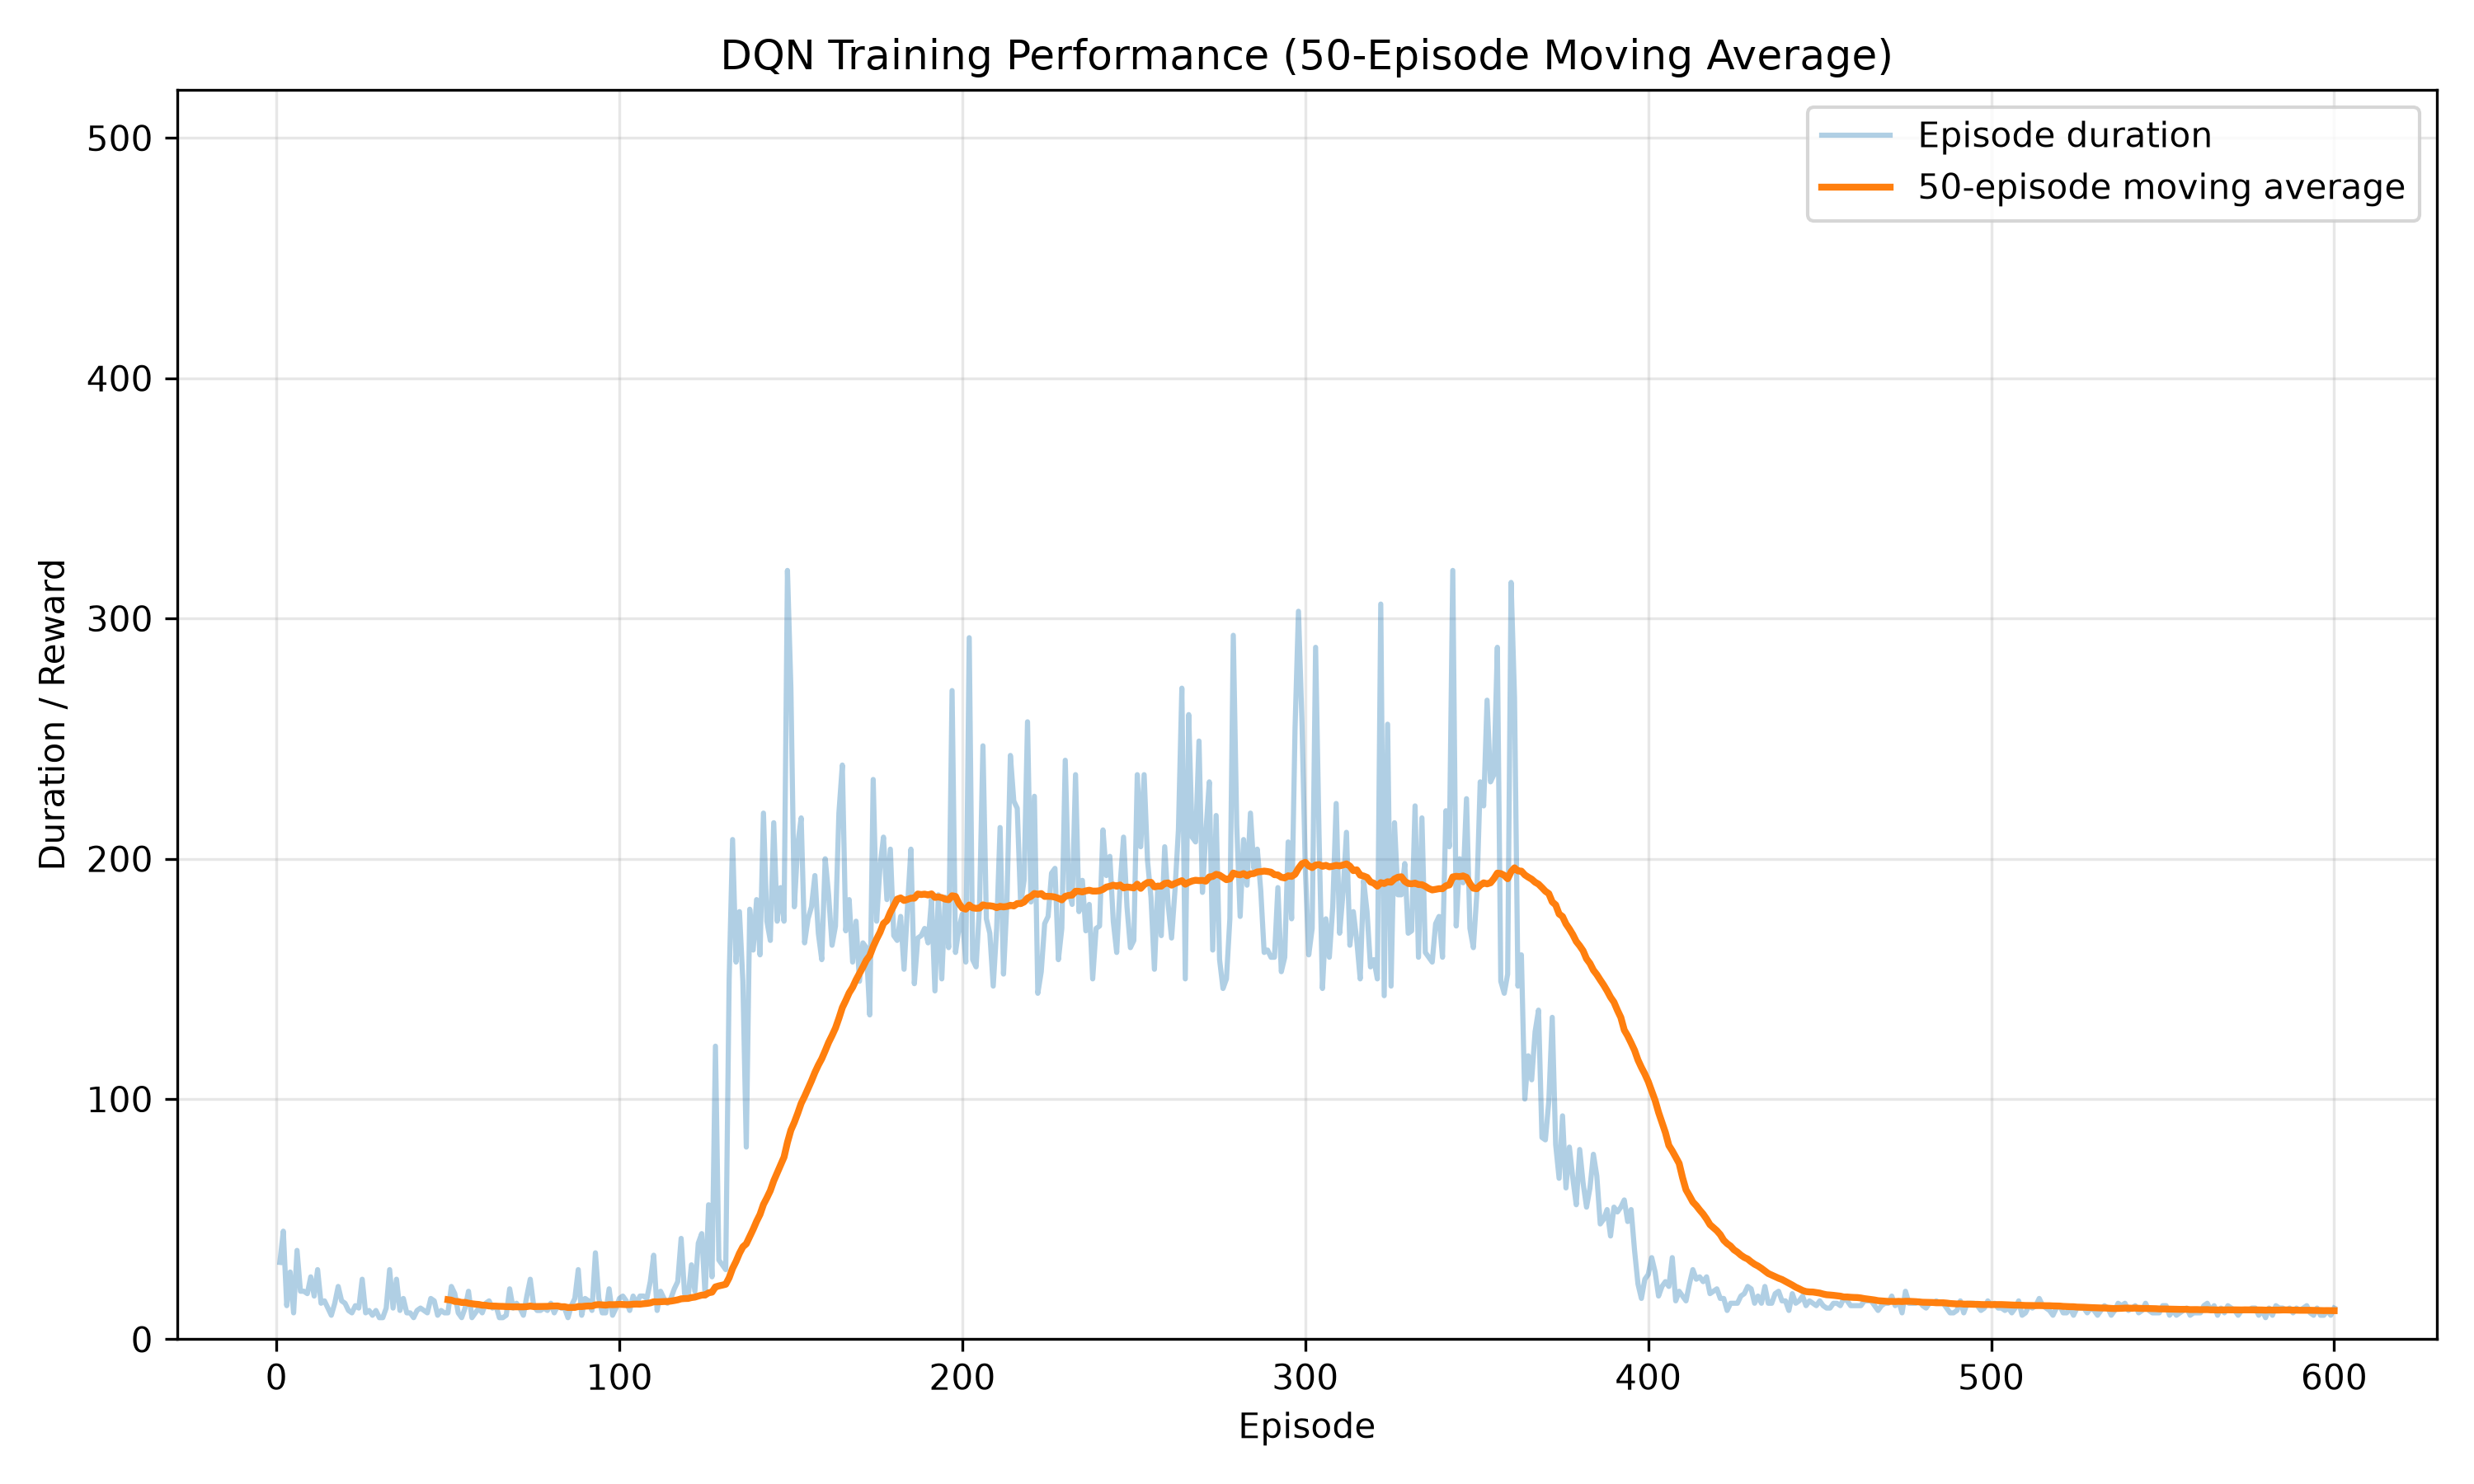 DQN Training Performance (50-Episode Moving Average)
Episode duration
50-episode moving average
Duration / Reward
500
400
300
200
100
0
0 100 200 300 400 500 600
Episode